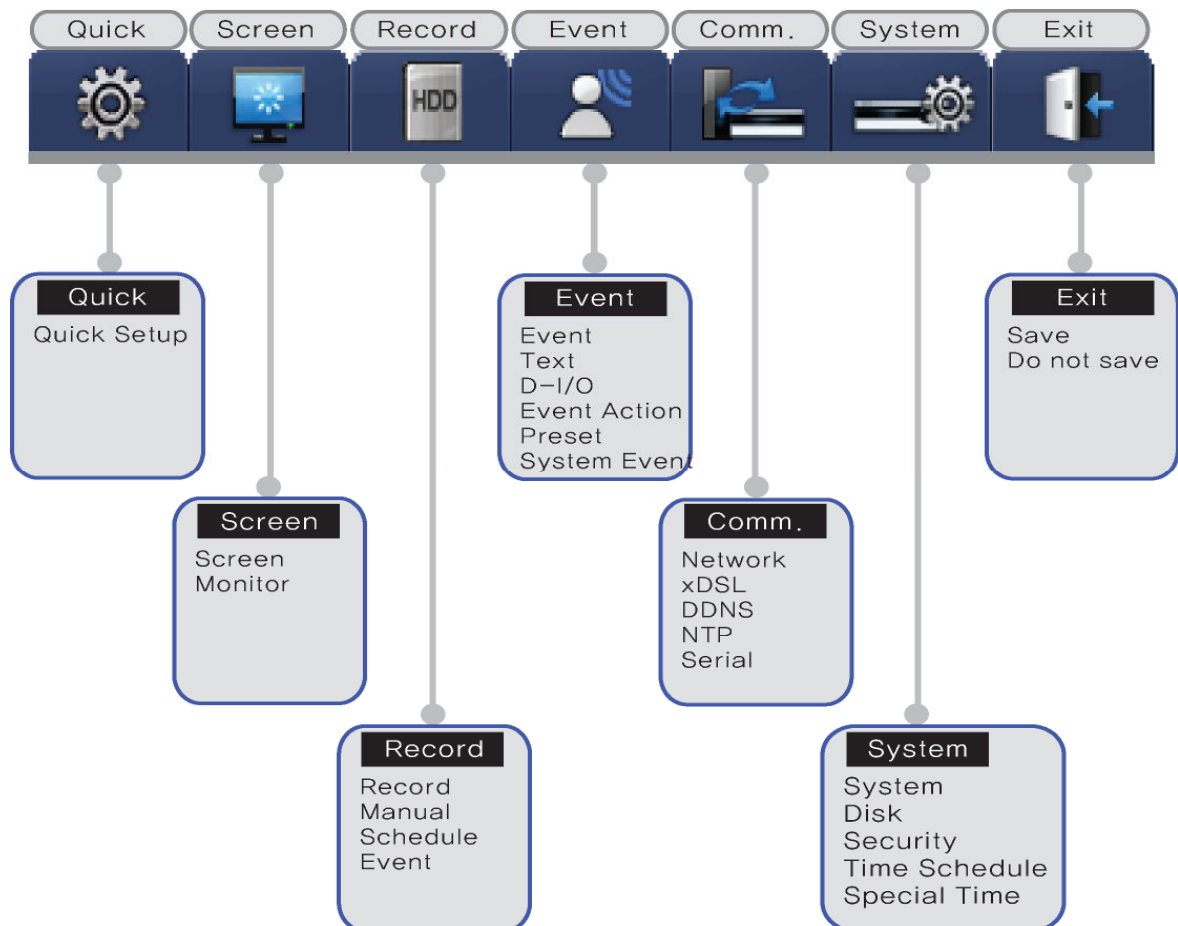 Quick
Screen
Record
Event
Comm.
System
Exit
HDD
Quick
Quick Setup
Event
Event
Text
D-I/O
Event Action
Preset
System Event
Exit
Save
Do not save
Screen
Screen
Monitor
Comm.
Network
xDSL
DDNS
NTP
Serial
Record
Record
Manual
Schedule
Event
System
System
Disk
Security
Time Schedule
Special Time